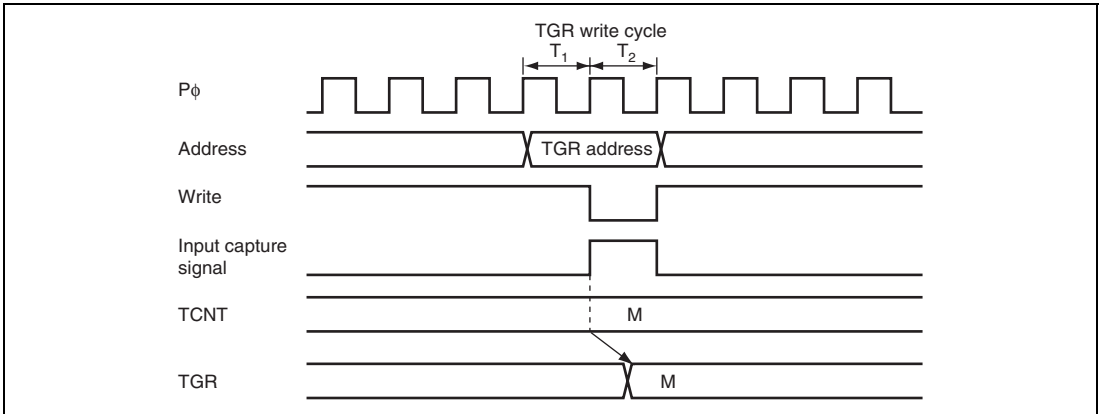 TGR write cycle
T1 T2
Pφ
Address
TGR address
Write
Input capture
signal
TCNT
M
TGR
M